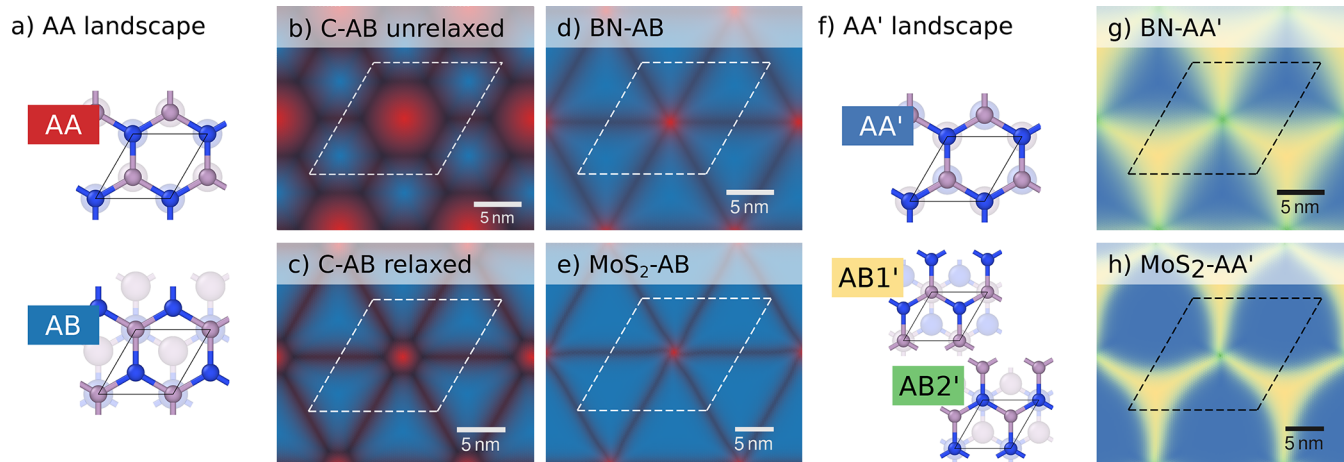 a) AA landscape
AA
AB
b) C-AB unrelaxed
5 nm
c) C-AB relaxed
5 nm
d) BN-AB
5 nm
e) MoS₂-AB
5 nm
f) AA' landscape
AA'
AB1'
AB2'
g) BN-AA'
5 nm
h) MoS₂-AA'
5 nm